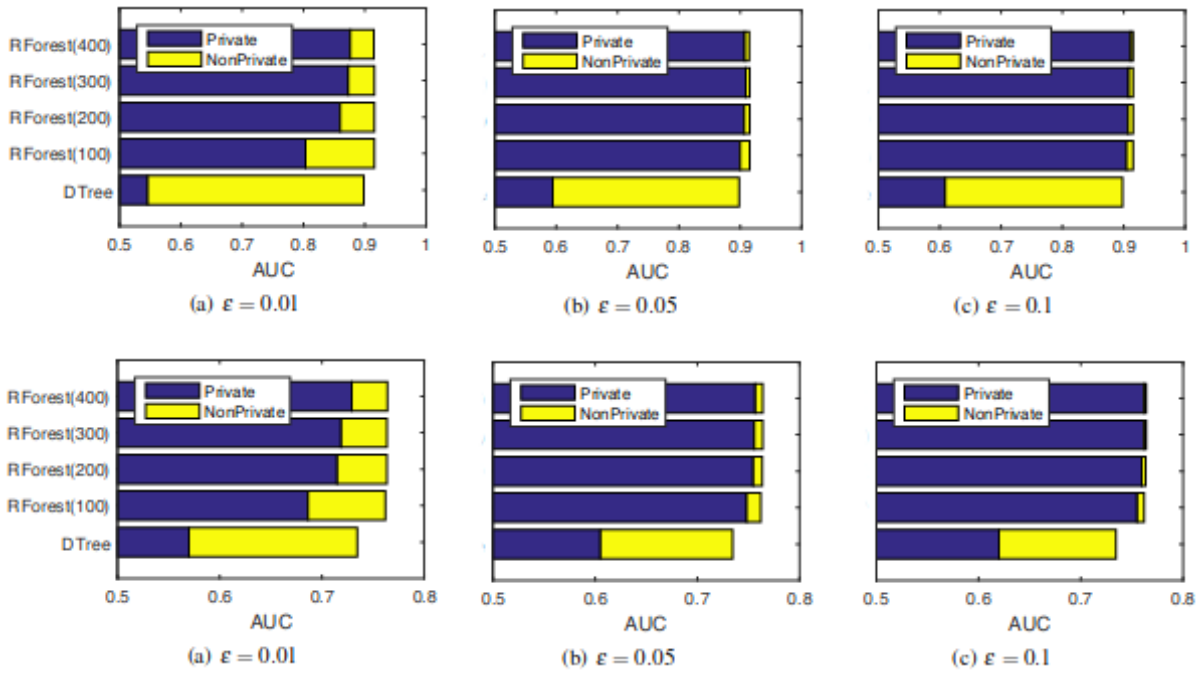 Private
NonPrivate
RForest(400)
RForest(300)
RForest(200)
RForest(100)
DTree
0.5 0.6 0.7 0.8 0.9 1
AUC
(a) ε = 0.01
Private
NonPrivate
0.5 0.6 0.7 0.8 0.9 1
AUC
(b) ε = 0.05
Private
NonPrivate
0.5 0.6 0.7 0.8 0.9 1
AUC
(c) ε = 0.1
Private
NonPrivate
RForest(400)
RForest(300)
RForest(200)
RForest(100)
DTree
0.5 0.6 0.7 0.8
AUC
(a) ε = 0.01
Private
NonPrivate
0.5 0.6 0.7 0.8
AUC
(b) ε = 0.05
Private
NonPrivate
0.5 0.6 0.7 0.8
AUC
(c) ε = 0.1